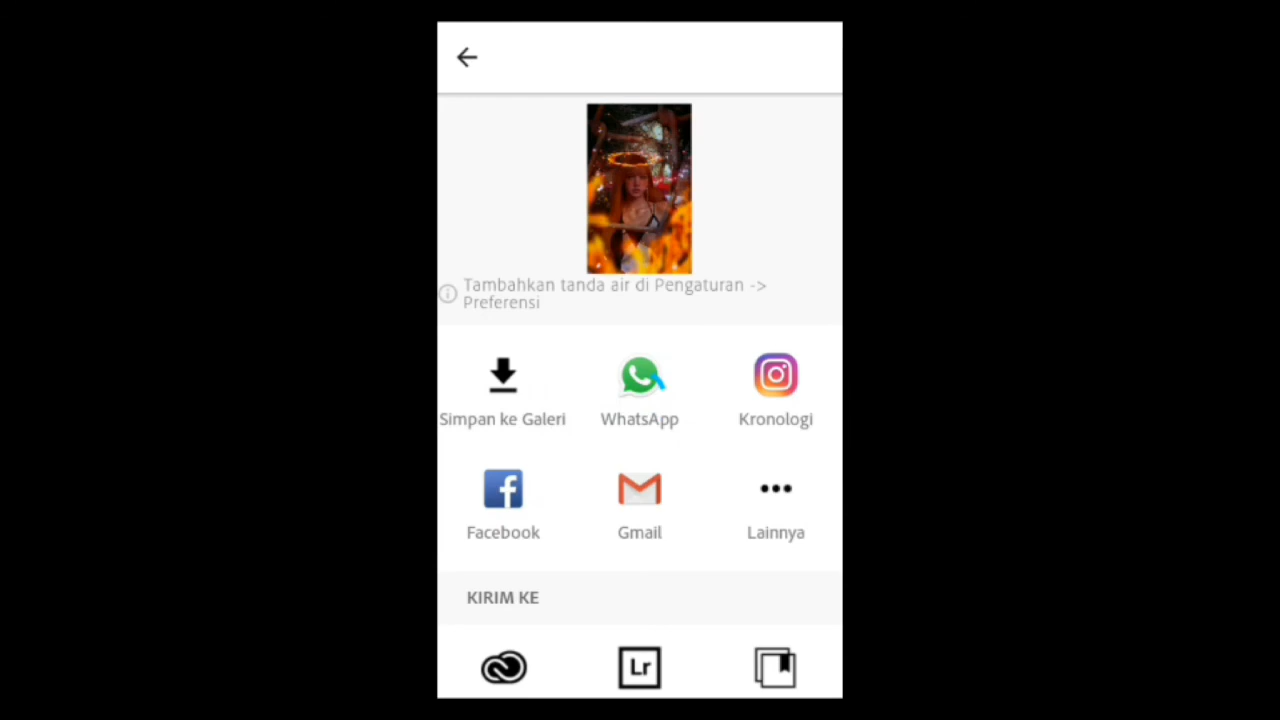 Tambahkan tanda air di Pengaturan ->
Preferensi
Simpan ke Galeri
WhatsApp
Kronologi
Facebook
Gmail
Lainnya
KIRIM KE
Lr